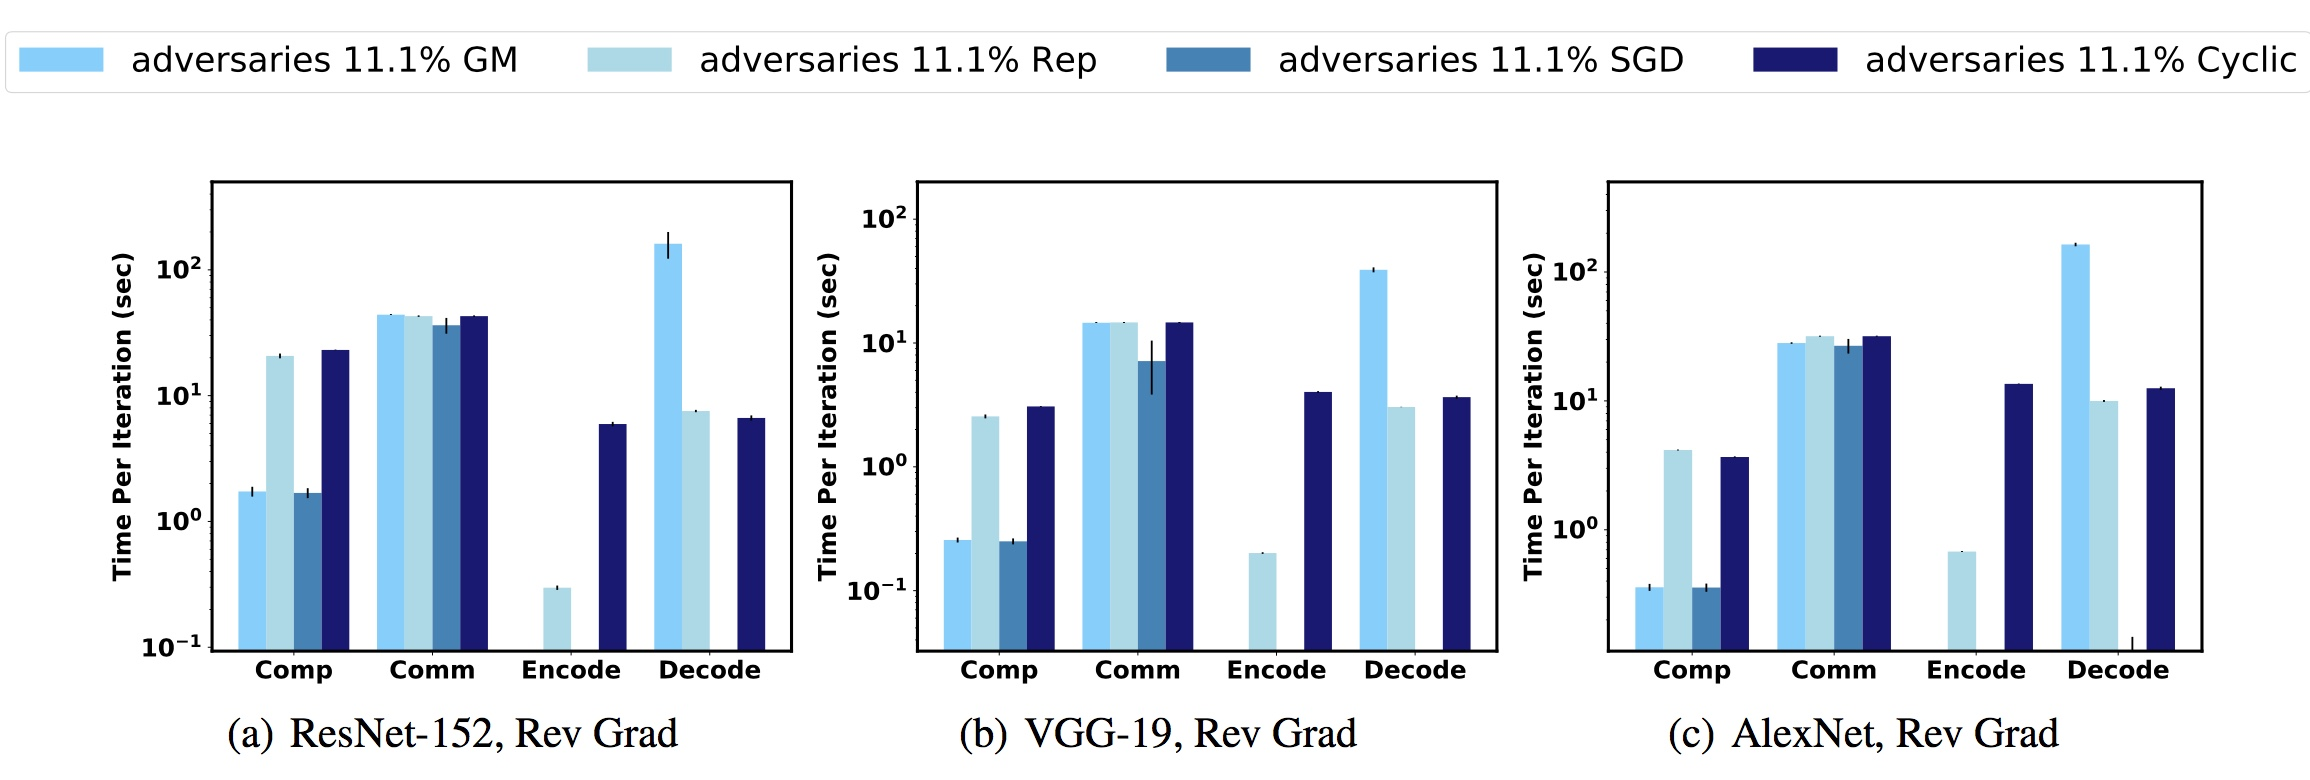 adversaries 11.1% GM adversaries 11.1% Rep adversaries 11.1% SGD adversaries 11.1% Cyclic
Time Per Iteration (sec)
10²
10¹
10⁰
10⁻¹
Comp Comm Encode Decode
(a) ResNet-152, Rev Grad
Time Per Iteration (sec)
10²
10¹
10⁰
10⁻¹
Comp Comm Encode Decode
(b) VGG-19, Rev Grad
Time Per Iteration (sec)
10²
10¹
10⁰
Comp Comm Encode Decode
(c) AlexNet, Rev Grad